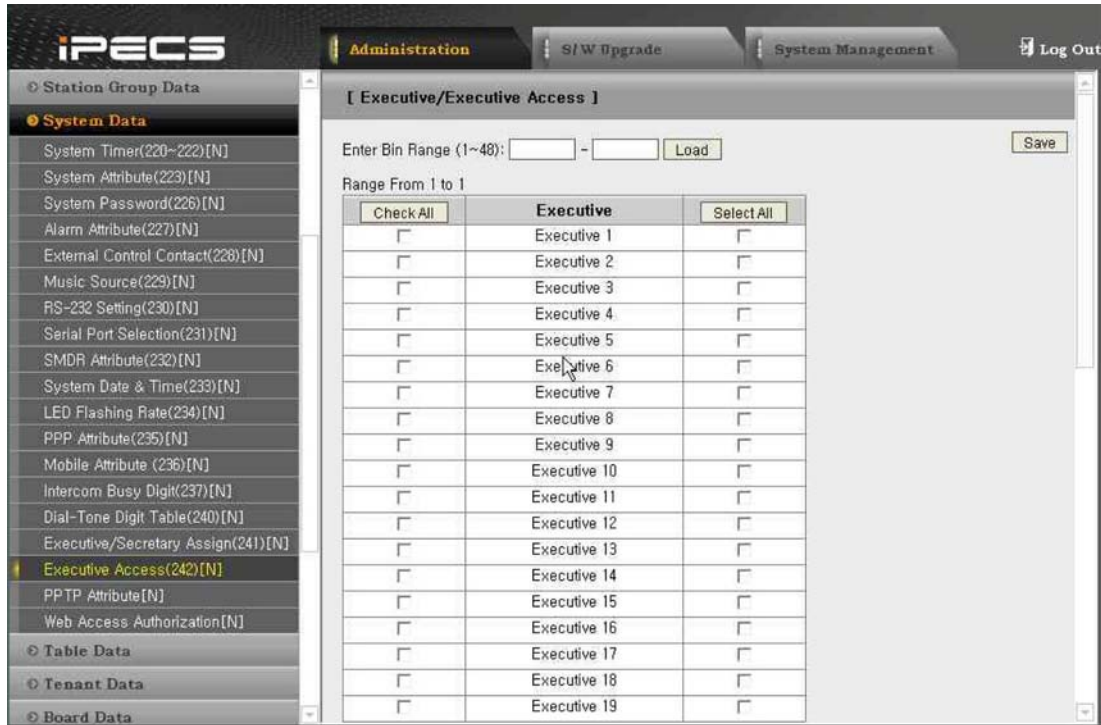 iPECS
Administration
S/W Upgrade
System Management
Log Out
Station Group Data
System Data
System Timer(220~222)[N]
System Attribute(223)[N]
System Password(226)[N]
Alarm Attribute(227)[N]
External Control Contact(228)[N]
Music Source(229)[N]
RS-232 Setting(230)[N]
Serial Port Selection(231)[N]
SMDR Attribute(232)[N]
System Date & Time(233)[N]
LED Flashing Rate(234)[N]
PPP Attribute(235)[N]
Mobile Attribute (236)[N]
Intercom Busy Digit(237)[N]
Dial-Tone Digit Table(240)[N]
Executive/Secretary Assign(241)[N]
Executive Access(242)[N]
PPTP Attribute[N]
Web Access Authorization[N]
Table Data
Tenant Data
Board Data
[ Executive/Executive Access ]
Enter Bin Range (1~48): - Load
Save
Range From 1 to 1
Check All Executive Select All
Executive 1
Executive 2
Executive 3
Executive 4
Executive 5
Executive 6
Executive 7
Executive 8
Executive 9
Executive 10
Executive 11
Executive 12
Executive 13
Executive 14
Executive 15
Executive 16
Executive 17
Executive 18
Executive 19